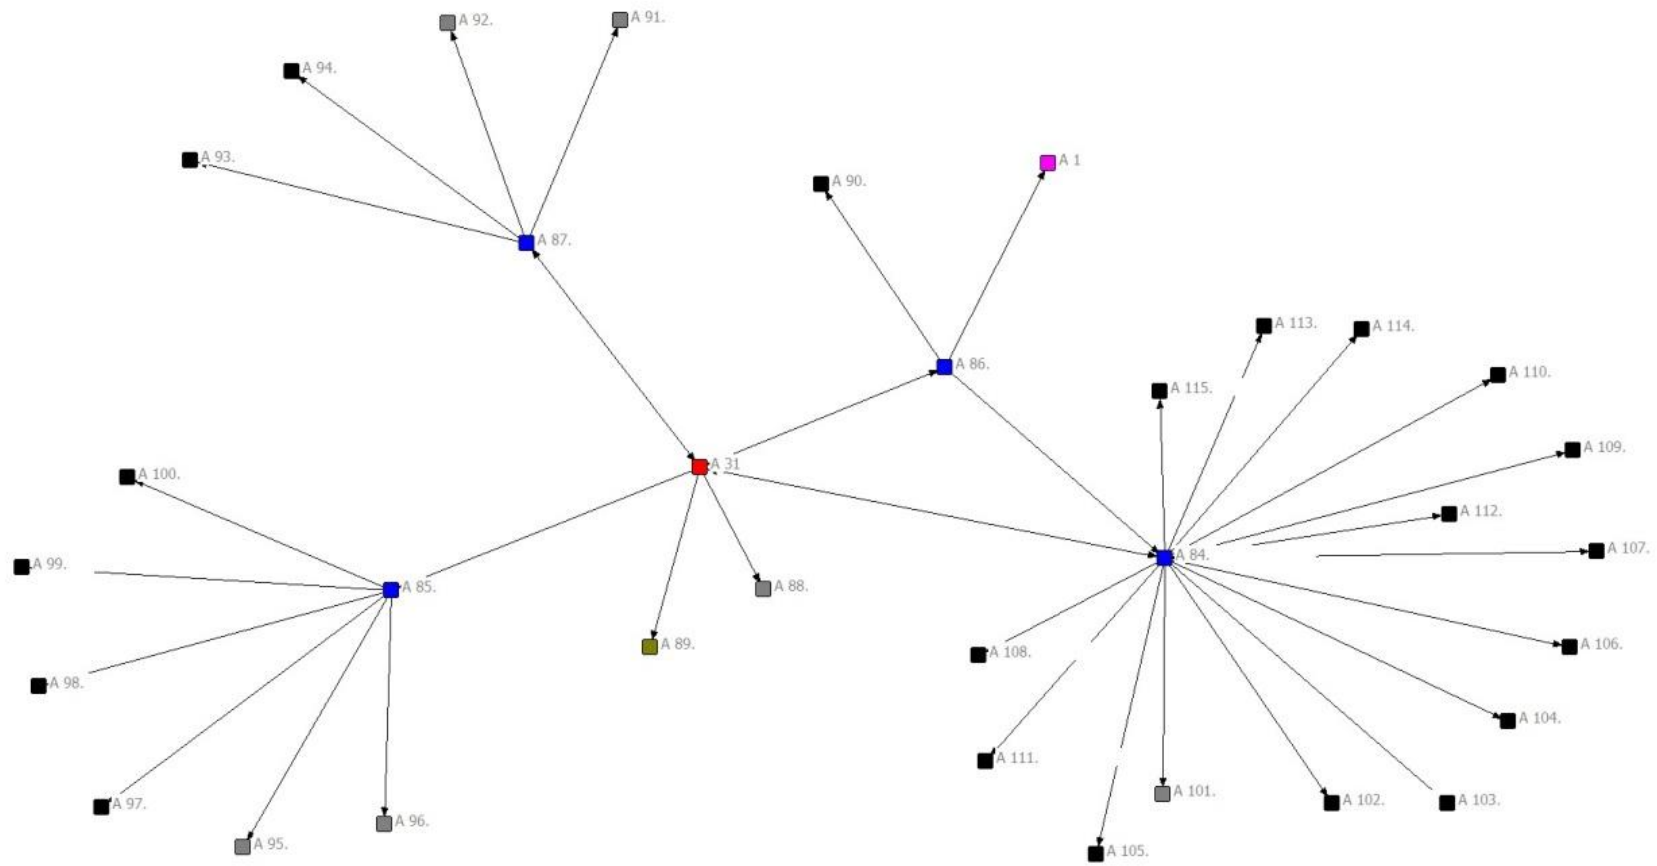 A 91.
A 92.
A 94.
A 93.
A 1
A 90.
A 87.
A 113.
A 114.
A 86.
A 110.
A 115.
A 109.
A 31
A 100.
A 112.
A 107.
A 84.
A 99.
A 85.
A 88.
A 89.
A 106.
A 108.
A 98.
A 104.
A 111.
A 101.
A 102.
A 103.
A 97.
A 96.
A 95.
A 105.